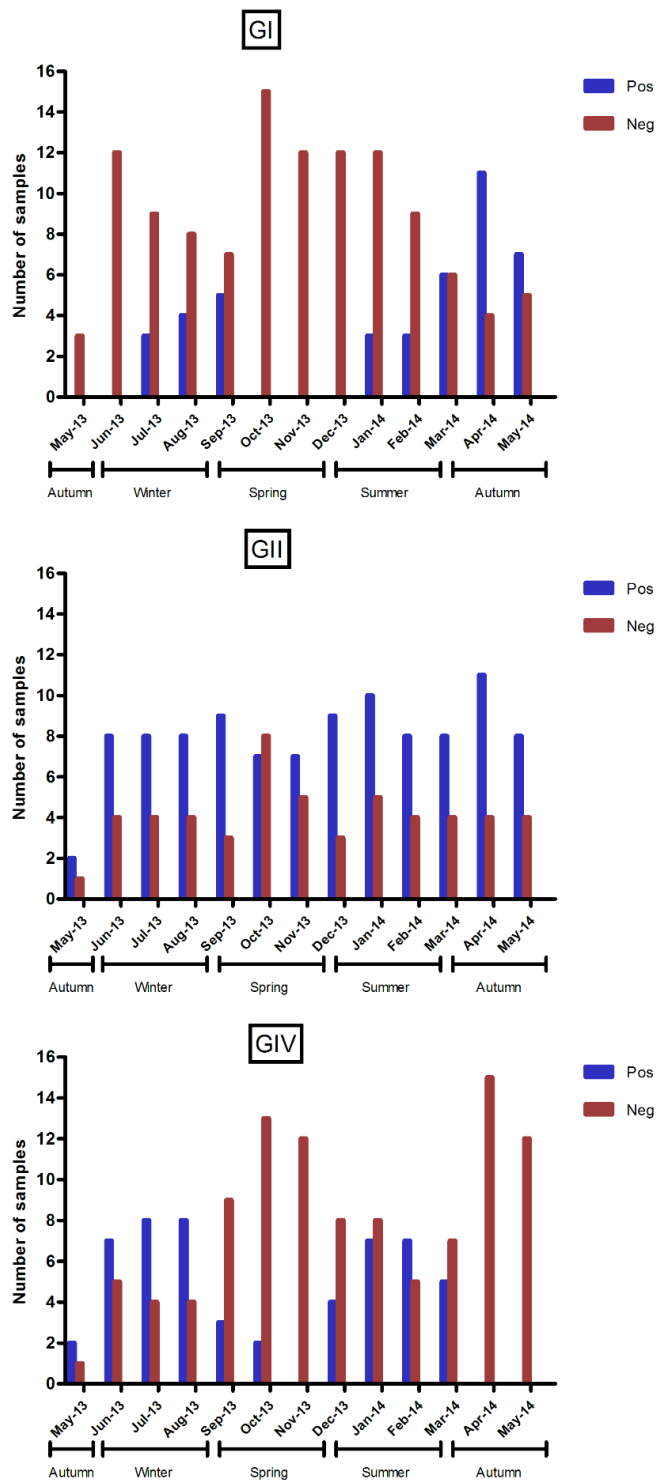 GI
Number of samples
16
14
12
10
8
6
4
2
0
Pos
Neg
May-13 Jun-13 Jul-13 Aug-13 Sep-13 Oct-13 Nov-13 Dec-13 Jan-14 Feb-14 Mar-14 Apr-14 May-14
Autumn Winter Spring Summer Autumn
GII
Number of samples
16
14
12
10
8
6
4
2
0
Pos
Neg
May-13 Jun-13 Jul-13 Aug-13 Sep-13 Oct-13 Nov-13 Dec-13 Jan-14 Feb-14 Mar-14 Apr-14 May-14
Autumn Winter Spring Summer Autumn
GIV
Number of samples
16
14
12
10
8
6
4
2
0
Pos
Neg
May-13 Jun-13 Jul-13 Aug-13 Sep-13 Oct-13 Nov-13 Dec-13 Jan-14 Feb-14 Mar-14 Apr-14 May-14
Autumn Winter Spring Summer Autumn